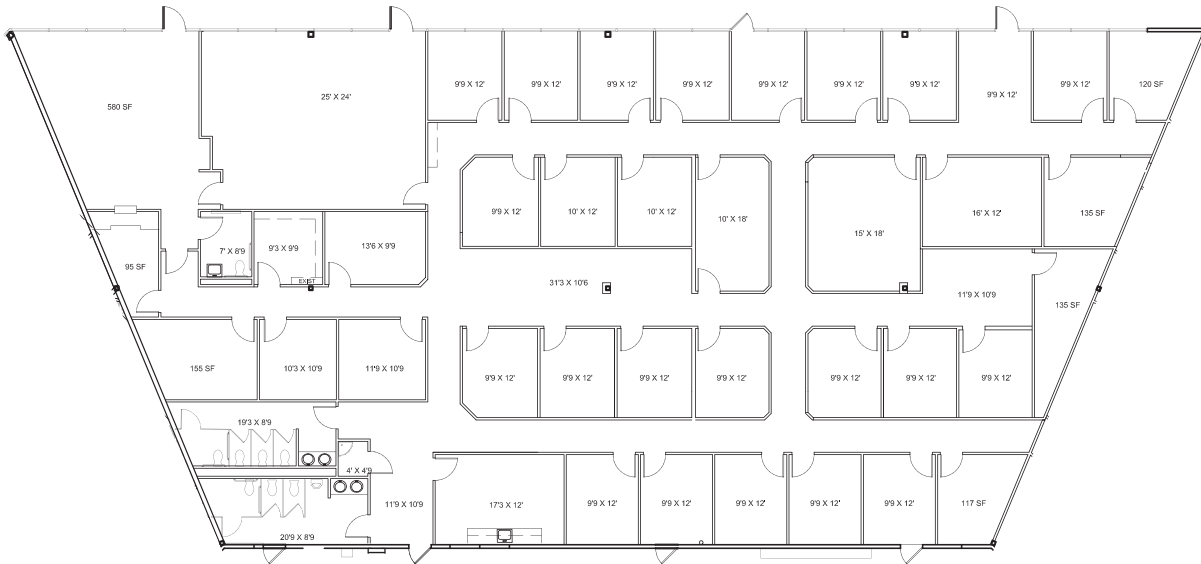 9'9 X 12'
9'9 X 12'
9'9 X 12'
9'9 X 12'
9'9 X 12'
9'9 X 12'
9'9 X 12'
9'9 X 12'
120 SF
9'9 X 12'
25' X 24'
580 SF
9'9 X 12'
10' X 12'
10' X 12'
10' X 18'
15' X 18'
16' X 12'
135 SF
7' X 8'9
9'3 X 9'9
13'6 X 9'9
95 SF
EXIST
31'3 X 10'6
11'9 X 10'9
135 SF
155 SF
10'3 X 10'9
11'9 X 10'9
9'9 X 12'
9'9 X 12'
9'9 X 12'
9'9 X 12'
9'9 X 12'
9'9 X 12'
9'9 X 12'
19'3 X 8'9
4' X 4'9
11'9 X 10'9
17'3 X 12'
9'9 X 12'
9'9 X 12'
9'9 X 12'
9'9 X 12'
9'9 X 12'
117 SF
20'9 X 8'9